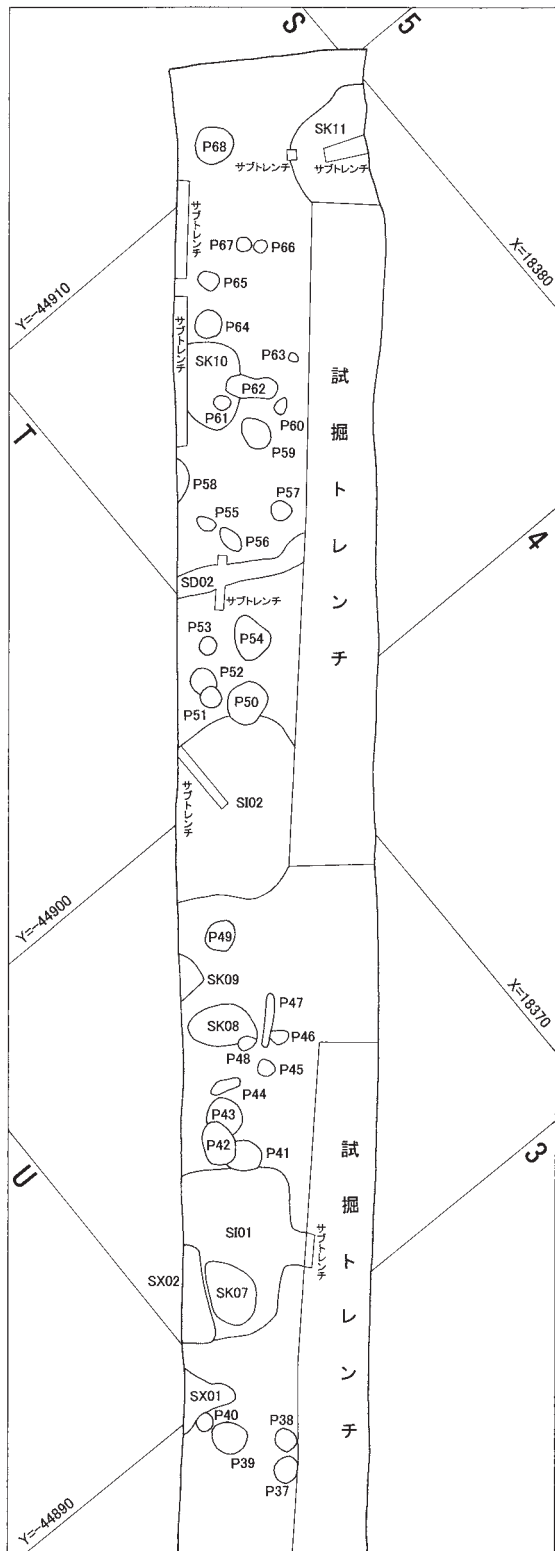 S
5
SK11
P68
サブトレンチ
サブトレンチ
サブトレンチ
X=18380
P67
P66
Y=-44910
P65
サブトレンチ
P64
P63
SK10
P62
試掘トレンチ
P61
P60
T
P59
P58
P57
P55
P56
4
SD02
サブトレンチ
P53
P54
P52
P50
P51
サブトレンチ
SI02
Y=-44900
P49
X=18370
SK09
P47
SK08
P46
P48
P45
P44
P43
P42
P41
試掘トレンチ
3
U
SI01
サブトレンチ
SX02
SK07
SX01
P40
P38
P39
P37
Y=-44890